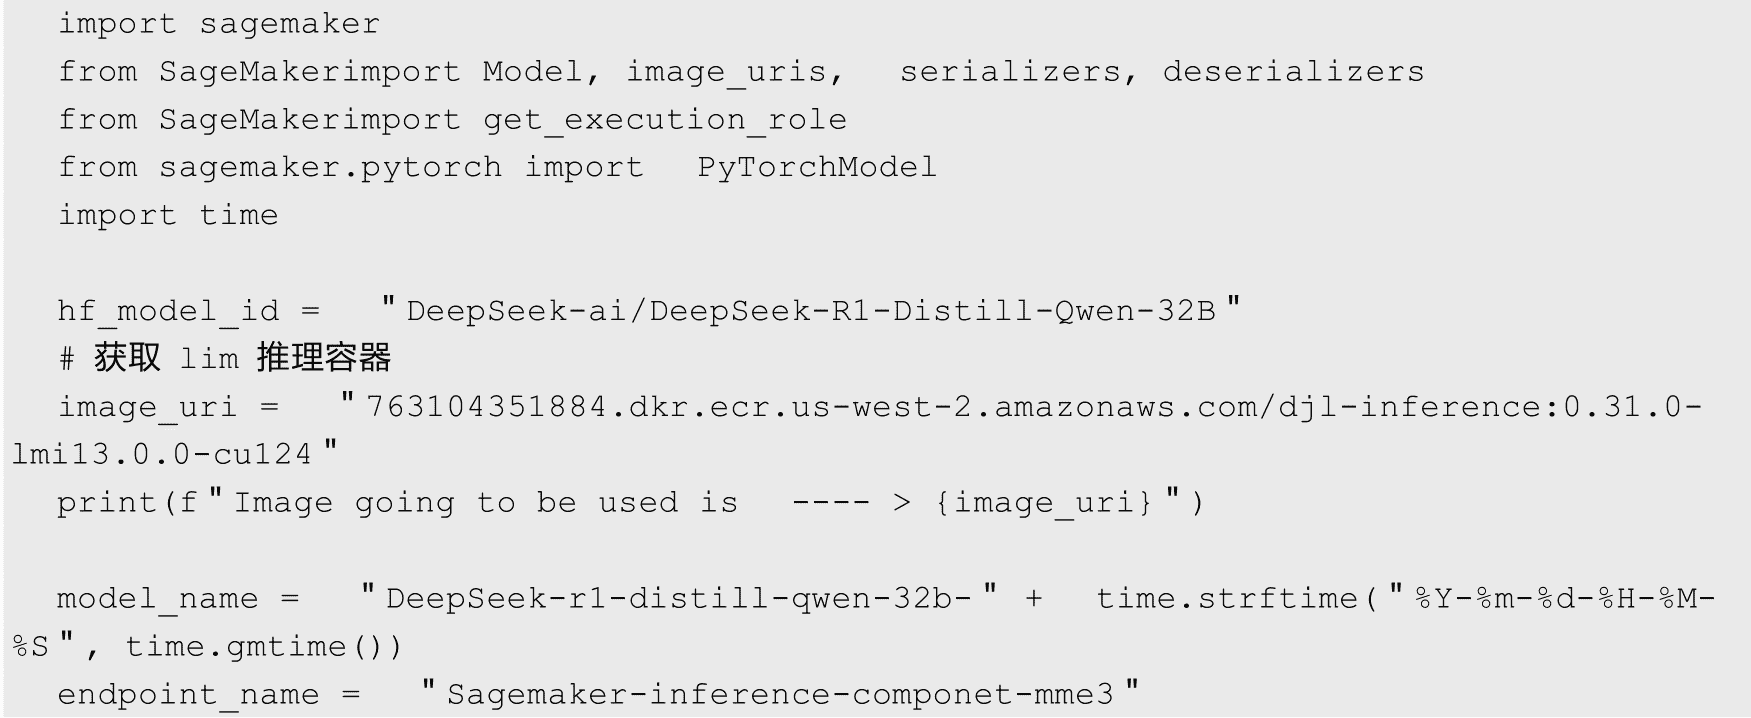 import sagemaker
from SageMakerimport Model, image_uris, serializers, deserializers
from SageMakerimport get_execution_role
from sagemaker.pytorch import PyTorchModel
import time
hf_model_id = "DeepSeek-ai/DeepSeek-R1-Distill-Qwen-32B"
# 获取 lim 推理容器
image_uri = "763104351884.dkr.ecr.us-west-2.amazonaws.com/djl-inference:0.31.0-
lmi13.0.0-cu124"
print(f"Image going to be used is ---- > {image_uri}")
model_name = "DeepSeek-r1-distill-qwen-32b-" + time.strftime("%Y-%m-%d-%H-%M-
%S", time.gmtime())
endpoint_name = "Sagemaker-inference-componet-mme3"